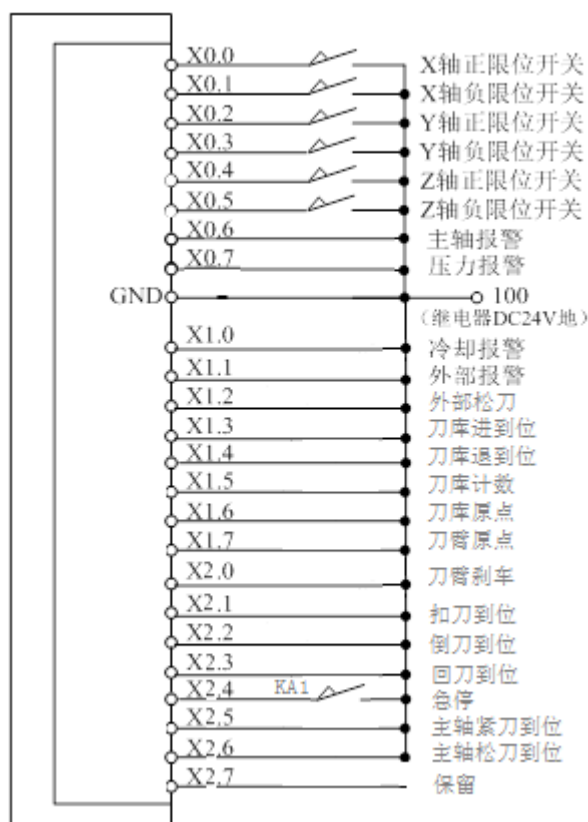 X0.0 X轴正限位开关
X0.1 X轴负限位开关
X0.2 Y轴正限位开关
X0.3 Y轴负限位开关
X0.4 Z轴正限位开关
X0.5 Z轴负限位开关
X0.6 主轴报警
X0.7 压力报警
GND 100
（继电器DC24V地）
X1.0 冷却报警
X1.1 外部报警
X1.2 外部松刀
X1.3 刀库进到位
X1.4 刀库退到位
X1.5 刀库计数
X1.6 刀库原点
X1.7 刀臂原点
X2.0 刀臂刹车
X2.1 扣刀到位
X2.2 倒刀到位
X2.3 回刀到位
X2.4 KA1 急停
X2.5 主轴紧刀到位
X2.6 主轴松刀到位
X2.7 保留